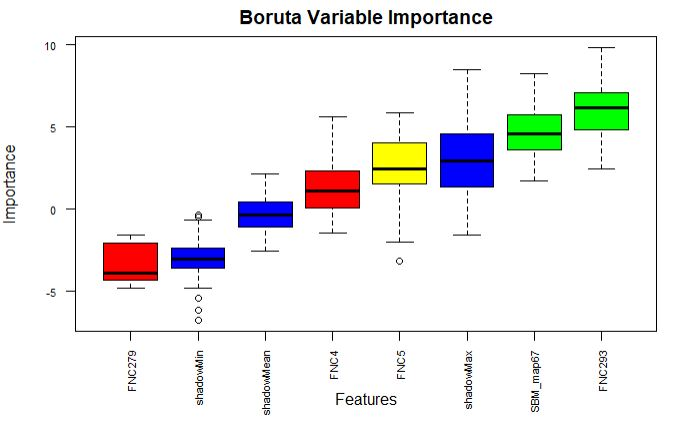 Boruta Variable Importance
Importance
10
5
0
-5
FNC279
shadowMin
shadowMean
FNC4
FNC5
shadowMax
SBM_map67
FNC293
Features